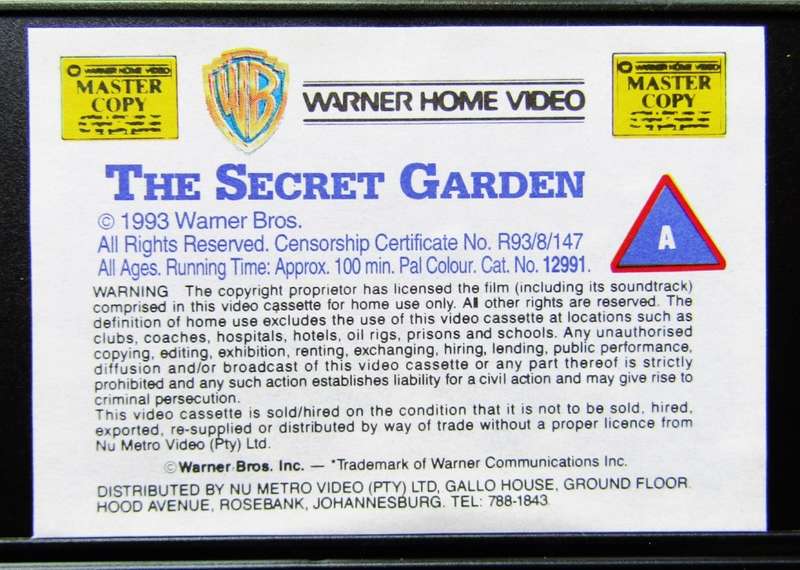 WARNER HOME VIDEO
MASTER
COPY
WB
WARNER HOME VIDEO
WARNER HOME VIDEO
MASTER
COPY
THE SECRET GARDEN
© 1993 Warner Bros.
All Rights Reserved. Censorship Certificate No. R93/8/147
All Ages. Running Time: Approx. 100 min. Pal Colour. Cat. No. 12991.
A
WARNING The copyright proprietor has licensed the film (including its soundtrack)
comprised in this video cassette for home use only. All other rights are reserved. The
definition of home use excludes the use of this video cassette at locations such as
clubs, coaches, hospitals, hotels, oil rigs, prisons and schools. Any unauthorised
copying, editing, exhibition, renting, exchanging, hiring, lending, public performance,
diffusion and/or broadcast of this video cassette or any part thereof is strictly
prohibited and any such action establishes liability for a civil action and may give rise to
criminal persecution.
This video cassette is sold/hired on the condition that it is not to be sold, hired,
exported, re-supplied or distributed by way of trade without a proper licence from
Nu Metro Video (Pty) Ltd.
©Warner Bros. Inc. — *Trademark of Warner Communications Inc.
DISTRIBUTED BY NU METRO VIDEO (PTY) LTD, GALLO HOUSE, GROUND FLOOR
HOOD AVENUE, ROSEBANK, JOHANNESBURG. TEL: 788-1843